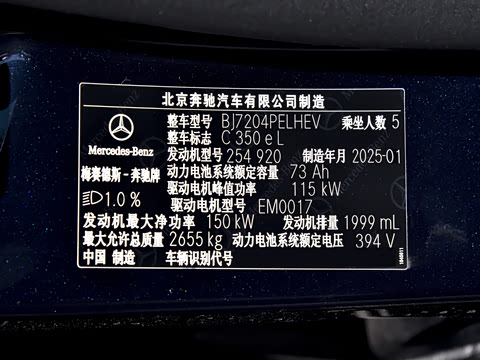 北京奔驰汽车有限公司制造
整车型号 BJ7204PELHEV 乘坐人数 5
整车标志 C 350 e L
发动机型号 254 920 制造年月 2025-01
Mercedes-Benz
梅赛德斯-奔驰牌
动力电池系统额定容量 73 Ah
驱动电机峰值功率 115 kW
1.0 %
驱动电机型号 EM0017
发动机最大净功率 150 kW 发动机排量 1999 mL
最大允许总质量 2655 kg 动力电池系统额定电压 394 V
中国 制造 车辆识别代号